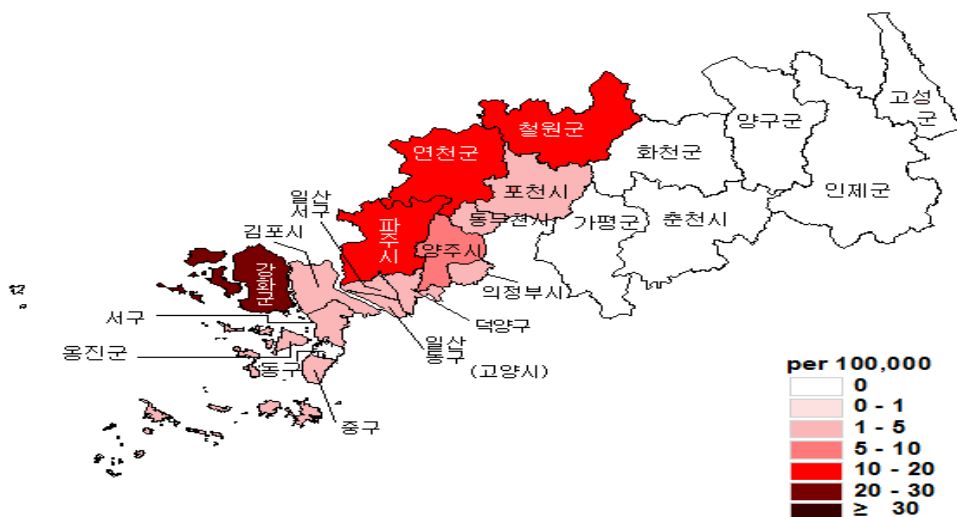 고성
군
양구군
철원군
화천군
연천군
인제군
포천시
일산
서구
동두천시
가평군
춘천시
김포시
파주시
양주시
강화군
의정부시
서구
덕양구
일산
동구
(고양시)
옹진군
동구
중구
per 100,000
0
0 - 1
1 - 5
5 - 10
10 - 20
20 - 30
≥ 30